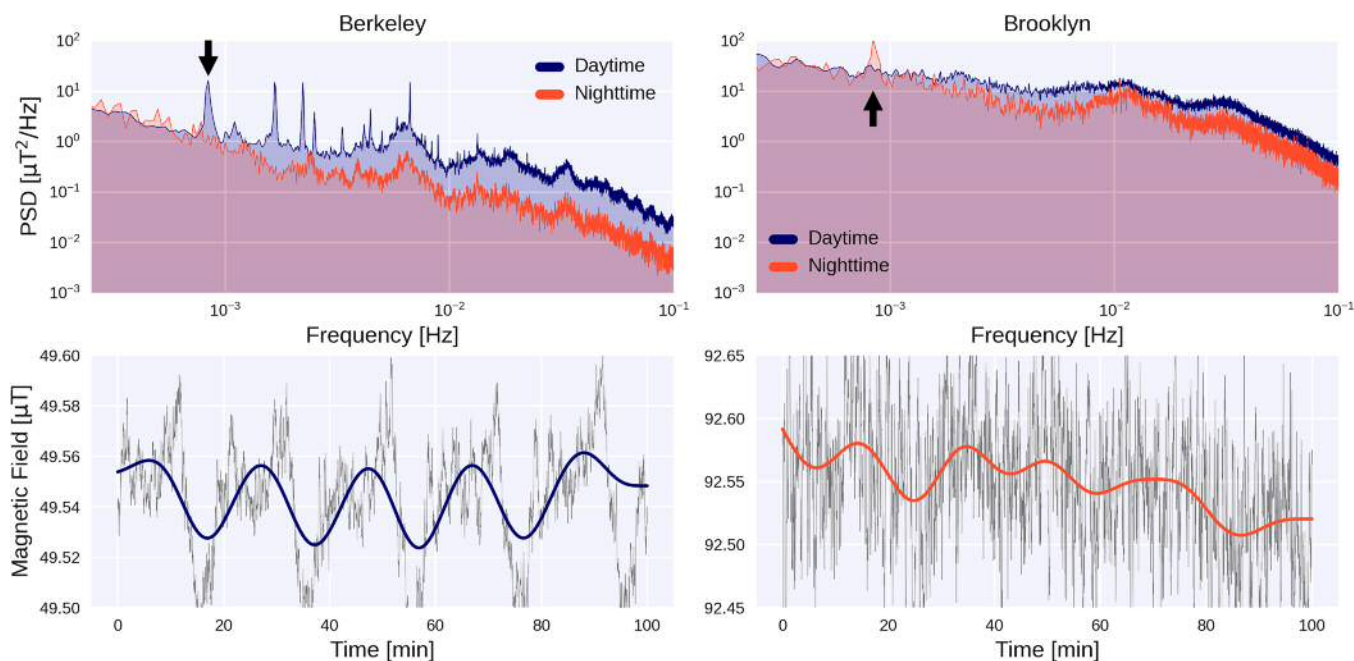 Berkeley
PSD [μT²/Hz]
10²
10¹
10⁰
10⁻¹
10⁻²
10⁻³
Daytime
Nighttime
10⁻³ 10⁻² 10⁻¹
Frequency [Hz]
Brooklyn
10²
10¹
10⁰
10⁻¹
10⁻²
10⁻³
Daytime
Nighttime
10⁻³ 10⁻² 10⁻¹
Frequency [Hz]
Magnetic Field [μT]
49.60
49.58
49.56
49.54
49.52
49.50
0 20 40 60 80 100
Time [min]
92.65
92.60
92.55
92.50
92.45
0 20 40 60 80 100
Time [min]